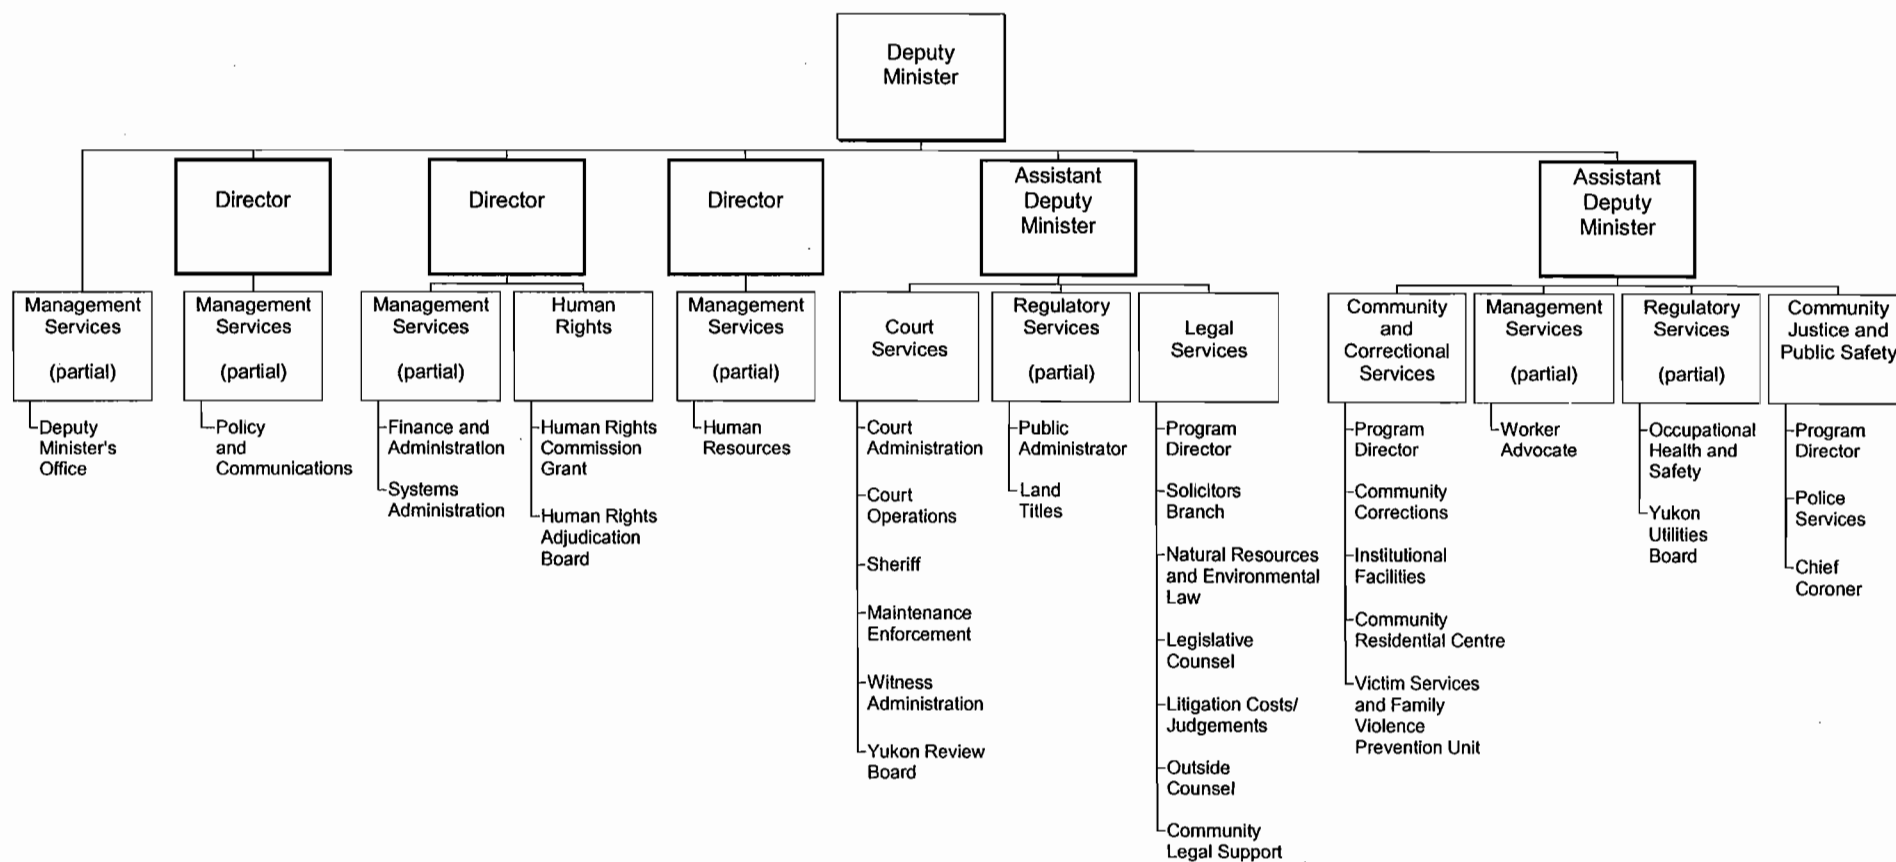 Deputy
Minister
Director
Director
Director
Assistant
Deputy
Minister
Assistant
Deputy
Minister
Management
Services
(partial)
Management
Services
(partial)
Management
Services
(partial)
Human
Rights
Management
Services
(partial)
Court
Services
Regulatory
Services
(partial)
Legal
Services
Community
and
Correctional
Services
Management
Services
(partial)
Regulatory
Services
(partial)
Community
Justice and
Public Safety
Deputy
Minister's
Office
Policy
and
Communications
Finance and
Administration
Systems
Administration
Human Rights
Commission
Grant
Human Rights
Adjudication
Board
Human
Resources
Court
Administration
Court
Operations
Sheriff
Maintenance
Enforcement
Witness
Administration
Yukon Review
Board
Public
Administrator
Land
Titles
Program
Director
Solicitors
Branch
Natural Resources
and Environmental
Law
Legislative
Counsel
Litigation Costs/
Judgements
Outside
Counsel
Community
Legal Support
Program
Director
Community
Corrections
Institutional
Facilities
Community
Residential Centre
Victim Services
and Family
Violence
Prevention Unit
Worker
Advocate
Occupational
Health and
Safety
Yukon
Utilities
Board
Program
Director
Police
Services
Chief
Coroner